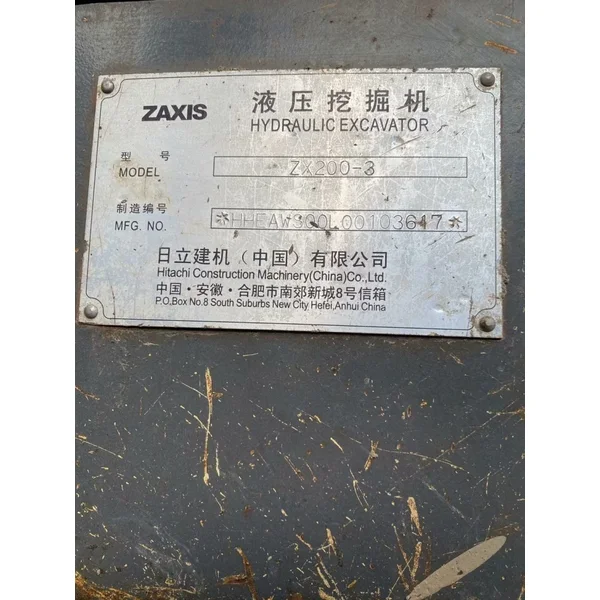 ZAXIS 液压挖掘机
HYDRAULIC EXCAVATOR
型号
MODEL ZX200-3
制造编号
MFG. NO.
日立建机（中国）有限公司
Hitachi Construction Machinery(China)Co.,Ltd.
中国·安徽·合肥市南郊新城8号信箱
P.O.Box No.8 South Suburbs New City Hefei,Anhui China